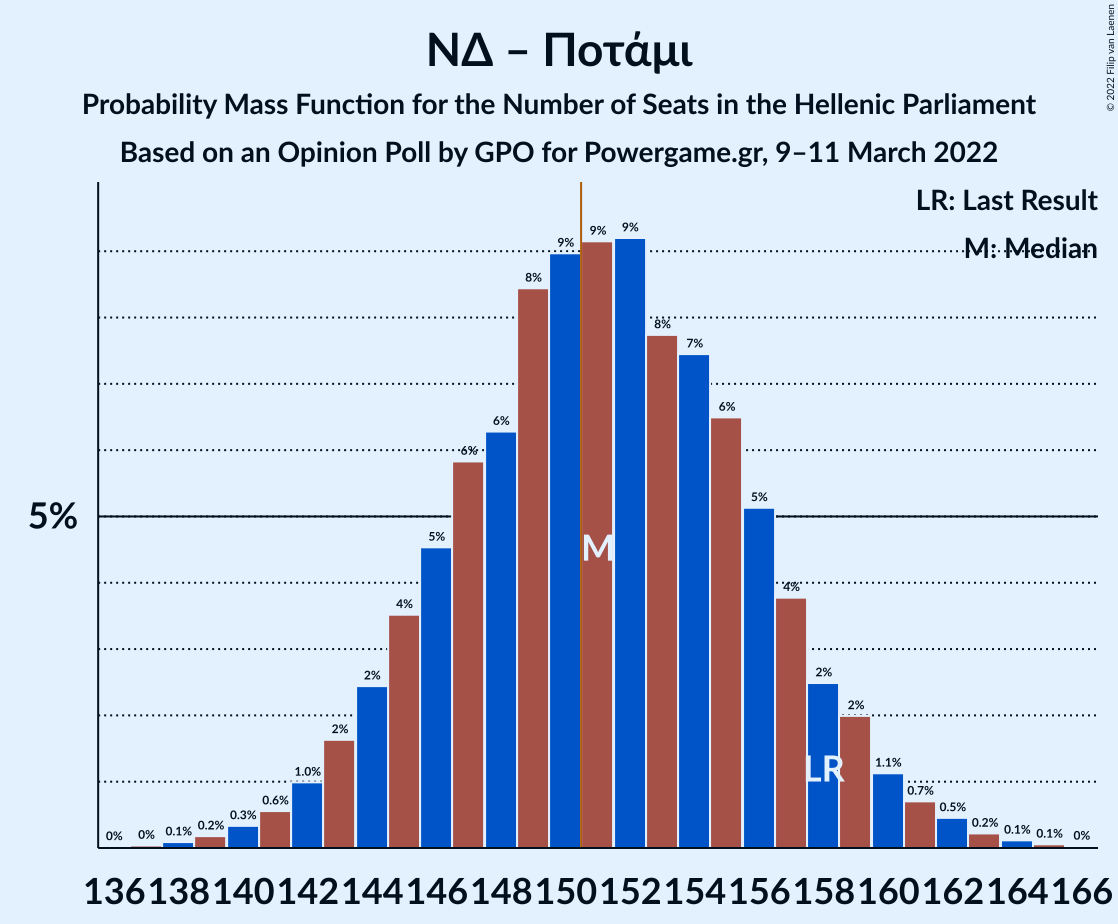 ΝΔ – Ποτάμι
Probability Mass Function for the Number of Seats in the Hellenic Parliament
Based on an Opinion Poll by GPO for Powergame.gr, 9–11 March 2022
© 2022 Filip van Laenen
LR: Last Result
M: Median
5%
0% 0% 0.1% 0.2% 0.3% 0.6% 1.0% 2% 2% 4% 5% 6% 6% 8% 9% 9% 9% 8% 7% 6% 5% 4% 2% 2% 1.1% 0.7% 0.5% 0.2% 0.1% 0.1% 0%
M
LR
136 138 140 142 144 146 148 150 152 154 156 158 160 162 164 166